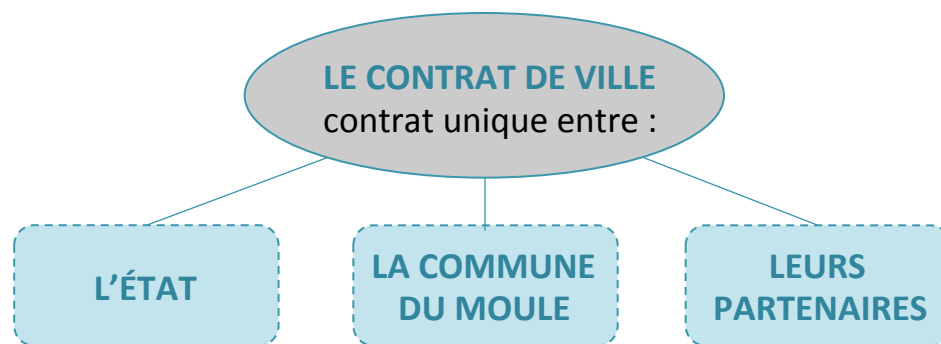 LE CONTRAT DE VILLE
contrat unique entre :
L’ÉTAT
LA COMMUNE
DU MOULE
LEURS
PARTENAIRES